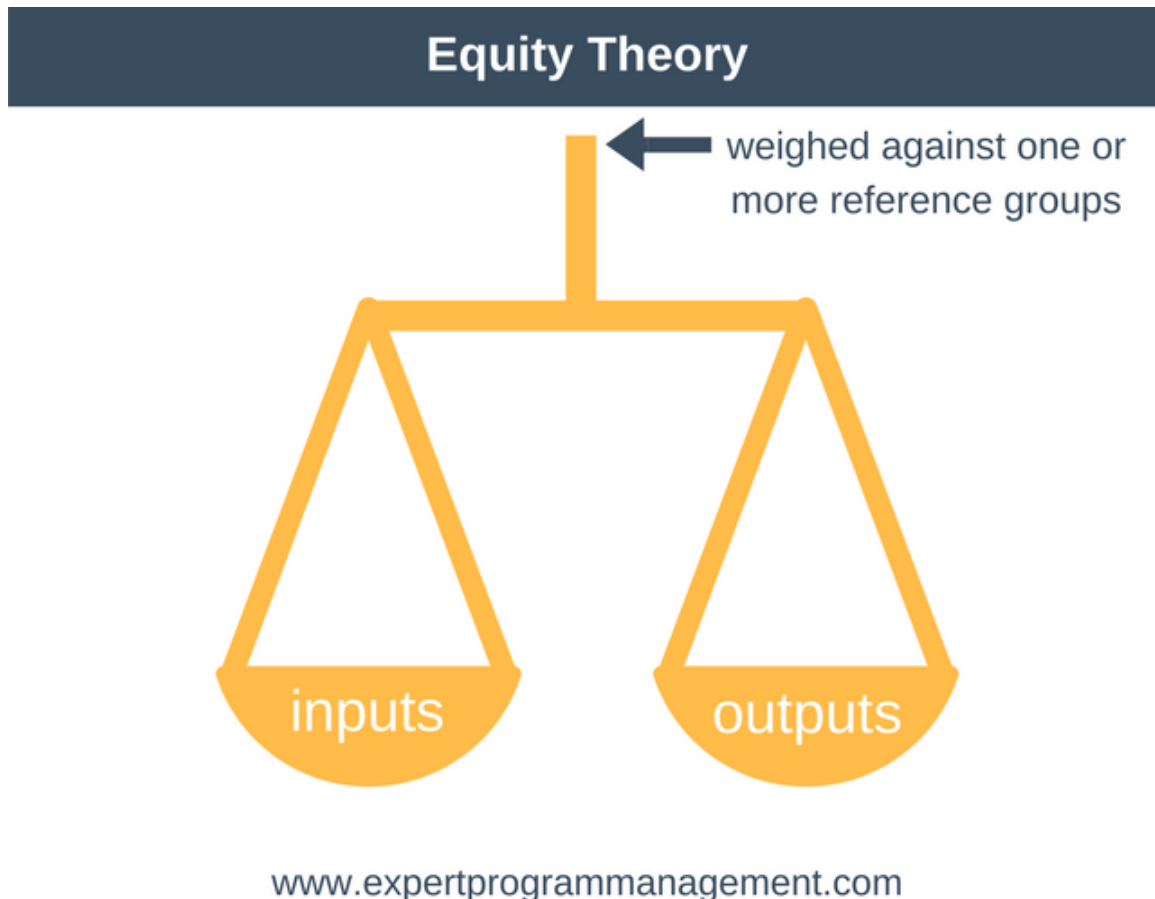 Equity Theory
weighed against one or
more reference groups
inputs
outputs
www.expertprogrammanagement.com